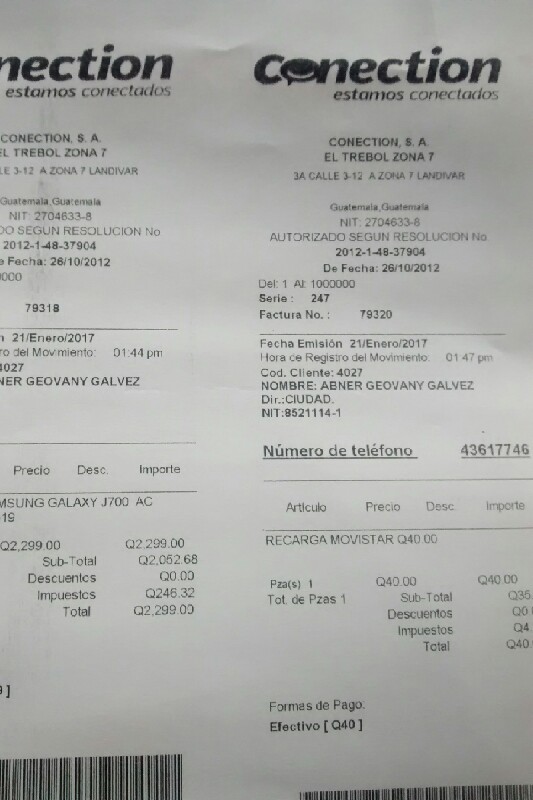 nection
estamos conectados
CONECTION, S. A.
EL TREBOL ZONA 7
LE 3-12 A ZONA 7 LANDIVAR
Guatemala,Guatemala
NIT: 2704633-8
DO SEGUN RESOLUCION No
2012-1-48-37904
e Fecha: 26/10/2012
0000
79318
n 21/Enero/2017
ro del Movimiento: 01:44 pm
4027
NER GEOVANY GALVEZ
Precio Desc. Importe
MSUNG GALAXY J700 AC
19
Q2,299.00 Q2,299.00
Sub-Total Q2,052.68
Descuentos Q0.00
Impuestos Q246.32
Total Q2,299.00
9 ]
Conection
estamos conectados
CONECTION, S. A.
EL TREBOL ZONA 7
3A CALLE 3-12 A ZONA 7 LANDIVAR
Guatemala,Guatemala
NIT: 2704633-8
AUTORIZADO SEGUN RESOLUCION No
2012-1-48-37904
De Fecha: 26/10/2012
Del: 1 Al: 1000000
Serie : 247
Factura No. : 79320
Fecha Emisión 21/Enero/2017
Hora de Registro del Movimiento: 01:47 pm
Cod. Cliente: 4027
NOMBRE: ABNER GEOVANY GALVEZ
Dir.:CIUDAD.
NIT:8521114-1
Número de teléfono 43617746
Articulo Precio Desc. Importe
RECARGA MOVISTAR Q40.00
Pza(s) 1 Q40.00 Q40.00
Tot. de Pzas 1 Sub-Total Q35.
Descuentos Q0.
Impuestos Q4.
Total Q40.
Formas de Pago:
Efectivo [ Q40 ]